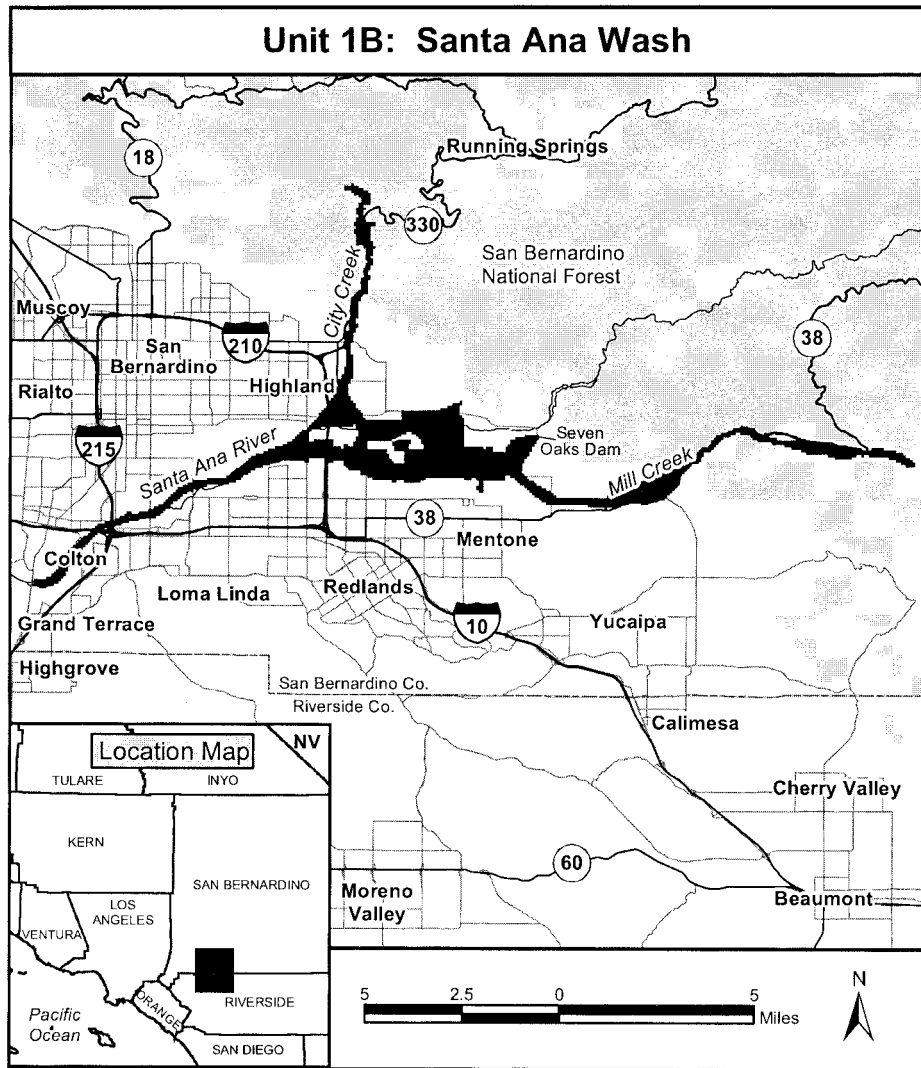 Unit 1B: Santa Ana Wash
Running Springs
18
330
San Bernardino
National Forest
City Creek
Muscoy
San
Bernardino
210
38
Rialto
Highland
215
Santa Ana River
Seven
Oaks Dam
Mill Creek
38
Mentone
Colton
Loma Linda
Redlands
10
Yucaipa
Grand Terrace
Highgrove
San Bernardino Co.
Riverside Co.
Calimesa
Cherry Valley
60
Moreno
Valley
Beaumont
Location Map
NV
TULARE
INYO
KERN
SAN BERNARDINO
LOS
ANGELES
VENTURA
ORANGE
RIVERSIDE
Pacific
Ocean
SAN DIEGO
5
2.5
0
5
Miles
N